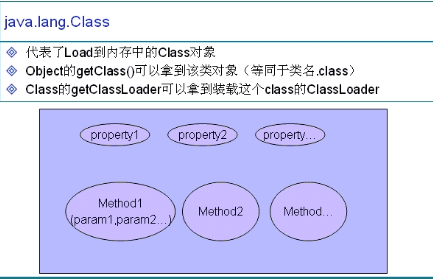 java.lang.Class
代表了Load到内存中的Class对象
Object的getClass()可以拿到该类对象（等同于类名.class）
Class的getClassLoader可以拿到装载这个class的ClassLoader
property1 property2 property...
Method1 Method2 Method...
(param1,param2...)